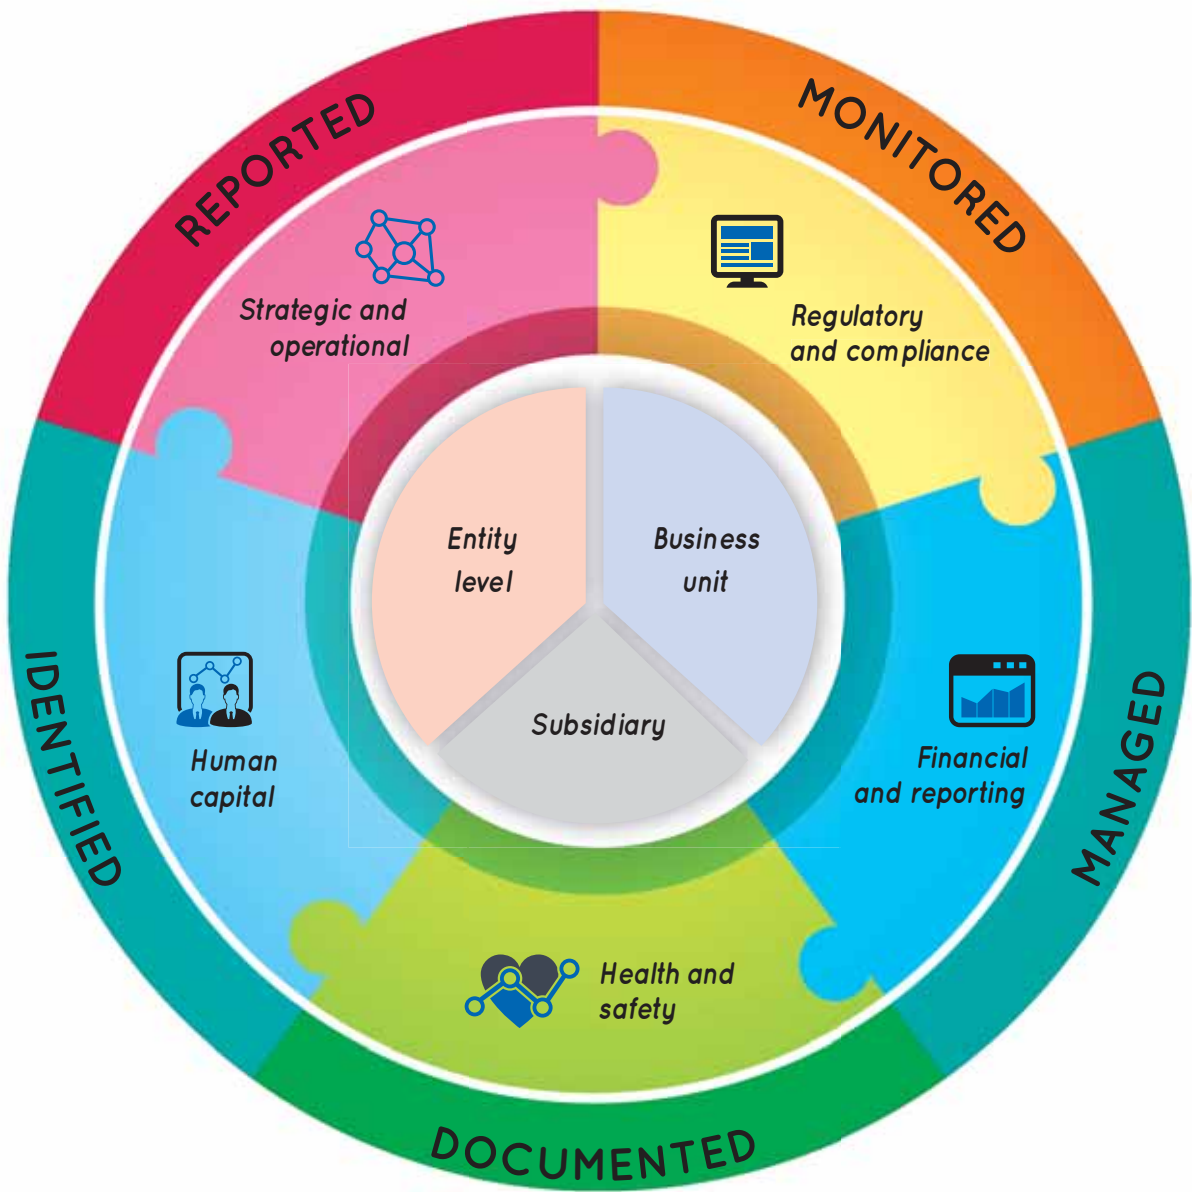 REPORTED
MONITORED
Strategic and
operational
Regulatory
and compliance
Entity
level
Business
unit
Subsidiary
IDENTIFIED
MANAGED
Human
capital
Financial
and reporting
Health and
safety
DOCUMENTED